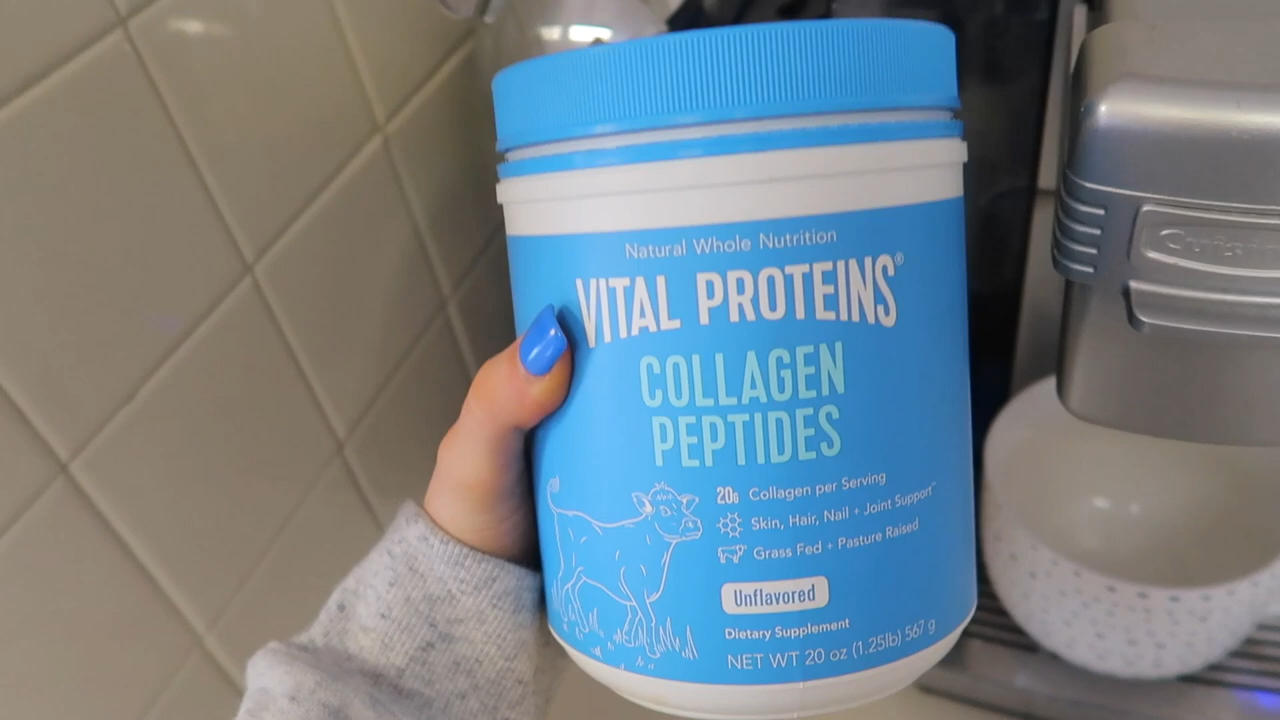 Natural Whole Nutrition
VITAL PROTEINS®
COLLAGEN
PEPTIDES
20G Collagen per Serving
Skin, Hair, Nail + Joint Support™
Grass Fed + Pasture Raised
Unflavored
Dietary Supplement
NET WT 20 oz (1.25lb) 567 g